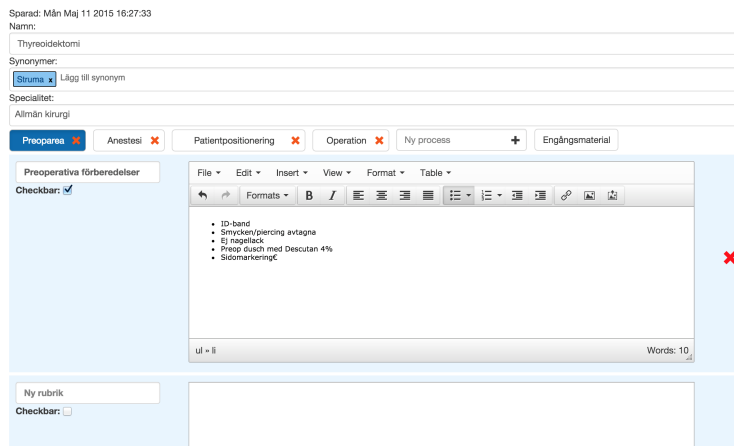 Sparad: Mån Maj 11 2015 16:27:33
Namn:
Thyreoidektomi
Synonymer:
Struma x Lägg till synonym
Specialitet:
Allmän kirurgi
Preoparea Anestesi Patientpositionering Operation Ny process Engångsmaterial
Preoperativa förberedelser
Checkbar:
File Edit Insert View Format Table
Formats B I
ID-band
Smycken/piercing avtagna
Ej nagellack
Preop dusch med Descutan 4%
Sidomarkering€
ul » li Words: 10
Ny rubrik
Checkbar: